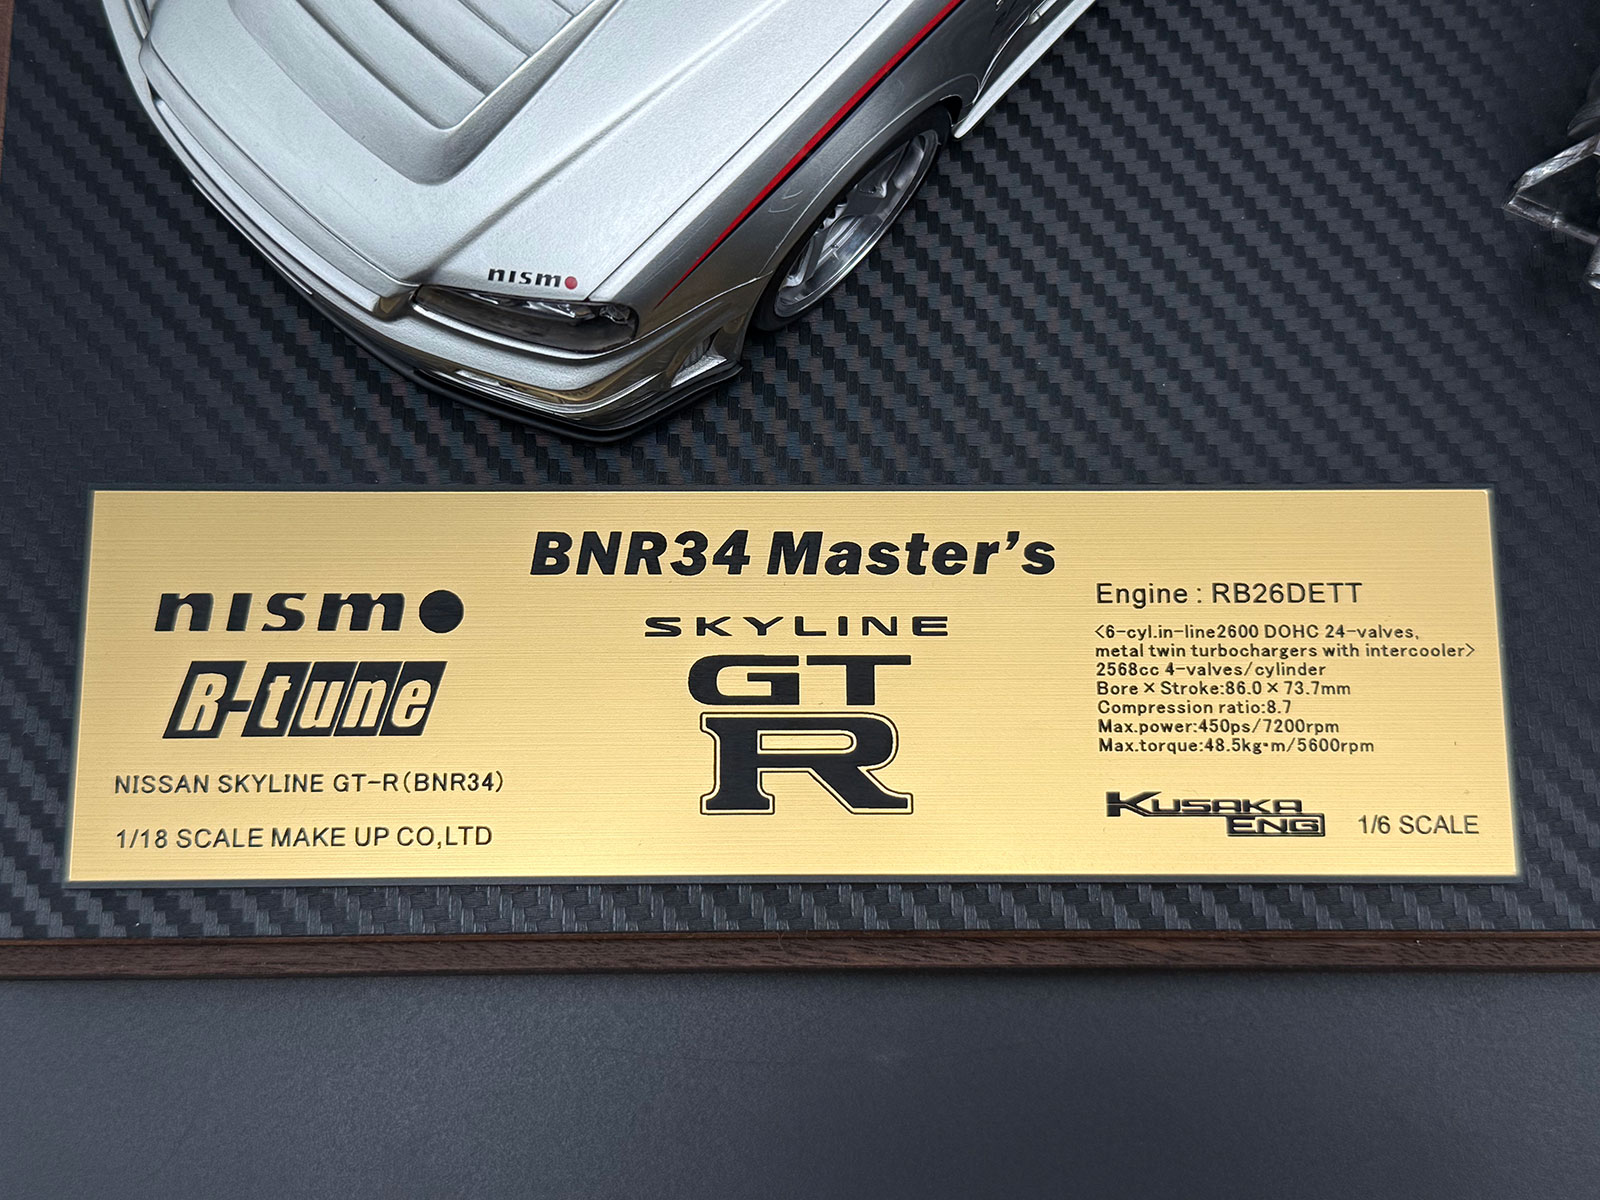 nismo
BNR34 Master's
nismo
R-tune
NISSAN SKYLINE GT-R(BNR34)
1/18 SCALE MAKE UP CO,LTD
SKYLINE
GT
R
Engine : RB26DETT
<6-cyl.in-line2600 DOHC 24-valves,
metal twin turbochargers with intercooler>
2568cc 4-valves/cylinder
Bore×Stroke:86.0×73.7mm
Compression ratio:8.7
Max.power:450ps/7200rpm
Max.torque:48.5kg·m/5600rpm
KUSAKA
ENG
1/6 SCALE